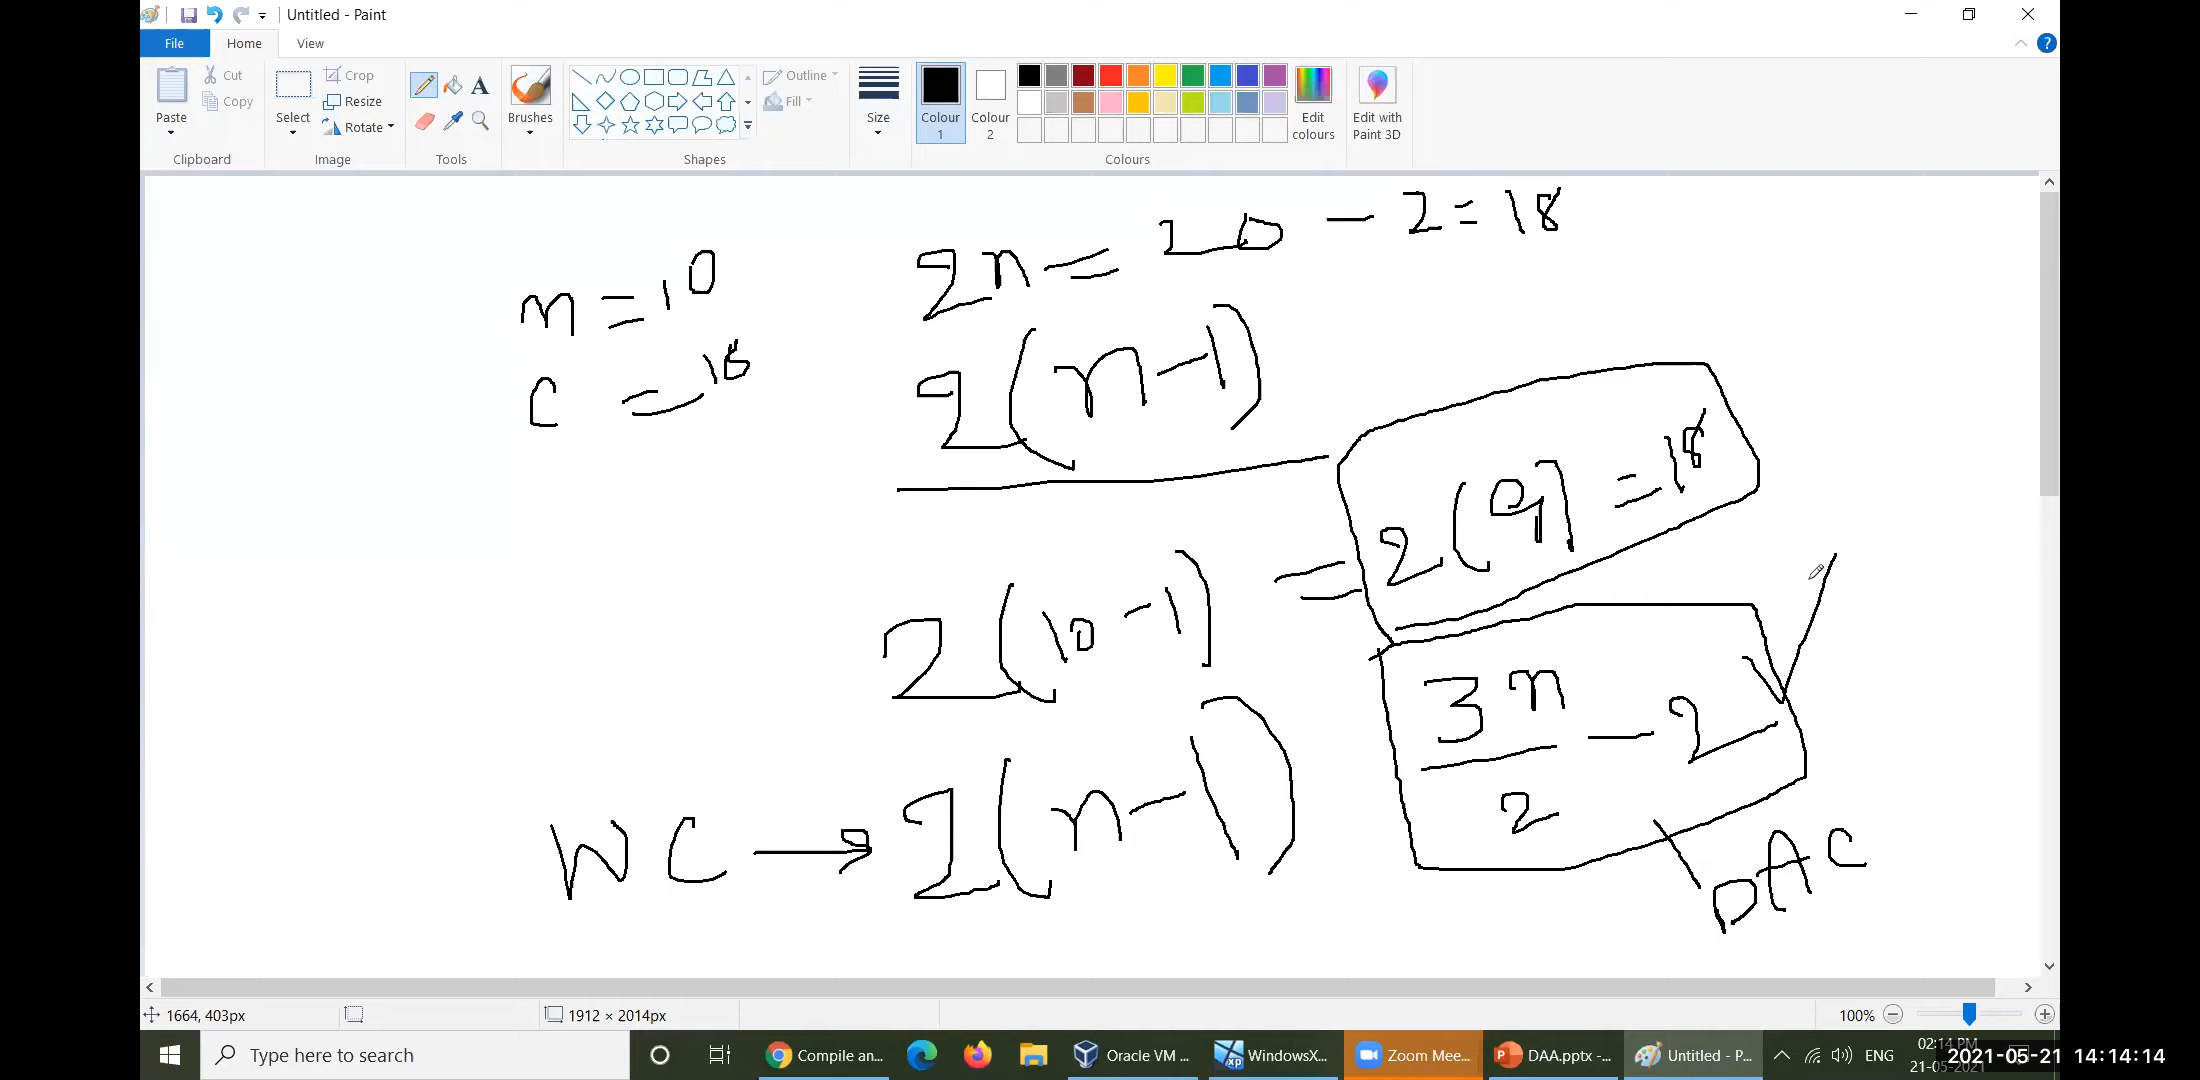 Untitled - Paint
File Home View
Paste
Cut
Copy
Clipboard
Select
Crop
Resize
Rotate
Image
Tools
Brushes
Shapes
Outline
Fill
Size
Colour 1
Colour 2
Edit colours
Edit with Paint 3D
Colours
2n = 20 - 2 = 18
n = 10
2(n-1)
C = 18
2(9) = 18
2(10-1) =
3n/2 - 2
WC → 2(n-1)
DAC
1664, 403px
1912 × 2014px
100%
Type here to search
Compile an...
Oracle VM ...
WindowsX...
Zoom Mee...
DAA.pptx -...
Untitled - P...
ENG
02:14 PM
21-05-2021
2021-05-21 14:14:14